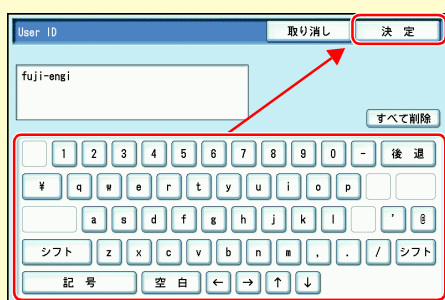 User ID 取り消し 決 定
fuji-engi
すべて削除
1 2 3 4 5 6 7 8 9 0 - 後 退
¥ q w e r t y u i o p
a s d f g h j k l ' @
シフト z x c v b n m , . / シフト
記 号 空 白 ← → ↑ ↓